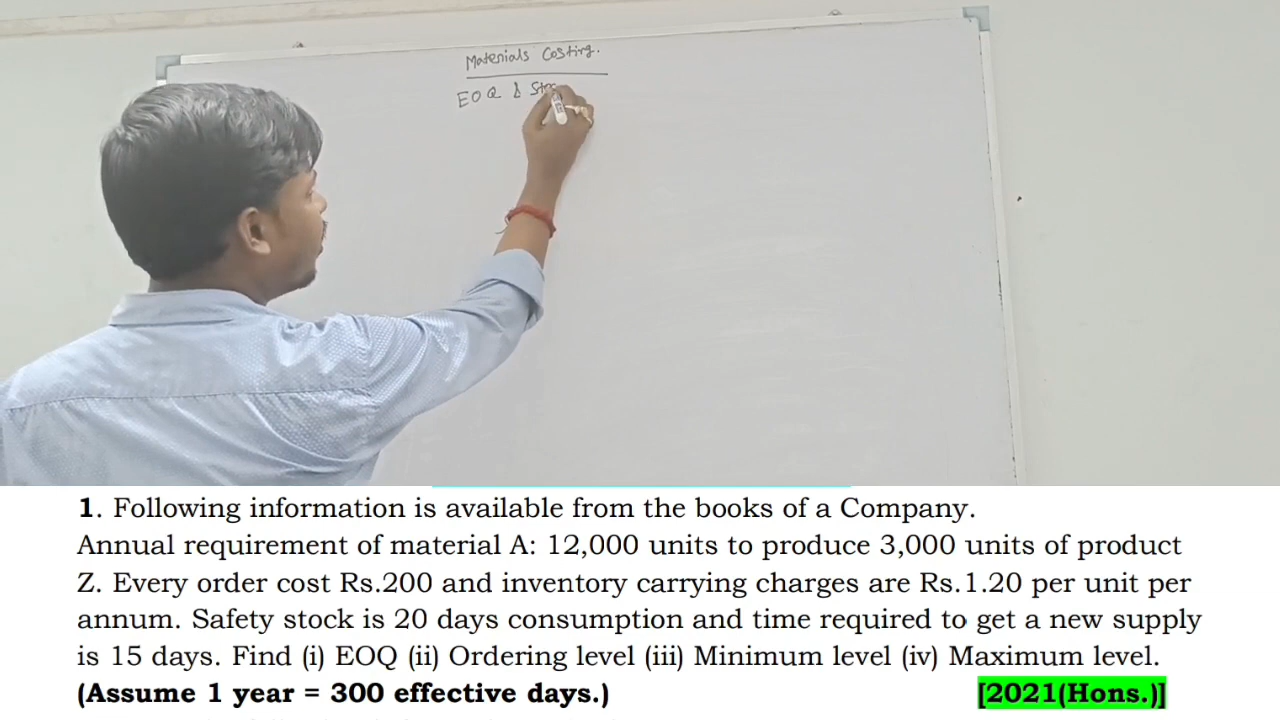 Materials Costing.
EOQ & Sto
1. Following information is available from the books of a Company.
Annual requirement of material A: 12,000 units to produce 3,000 units of product
Z. Every order cost Rs.200 and inventory carrying charges are Rs.1.20 per unit per
annum. Safety stock is 20 days consumption and time required to get a new supply
is 15 days. Find (i) EOQ (ii) Ordering level (iii) Minimum level (iv) Maximum level.
(Assume 1 year = 300 effective days.) [2021(Hons.)]